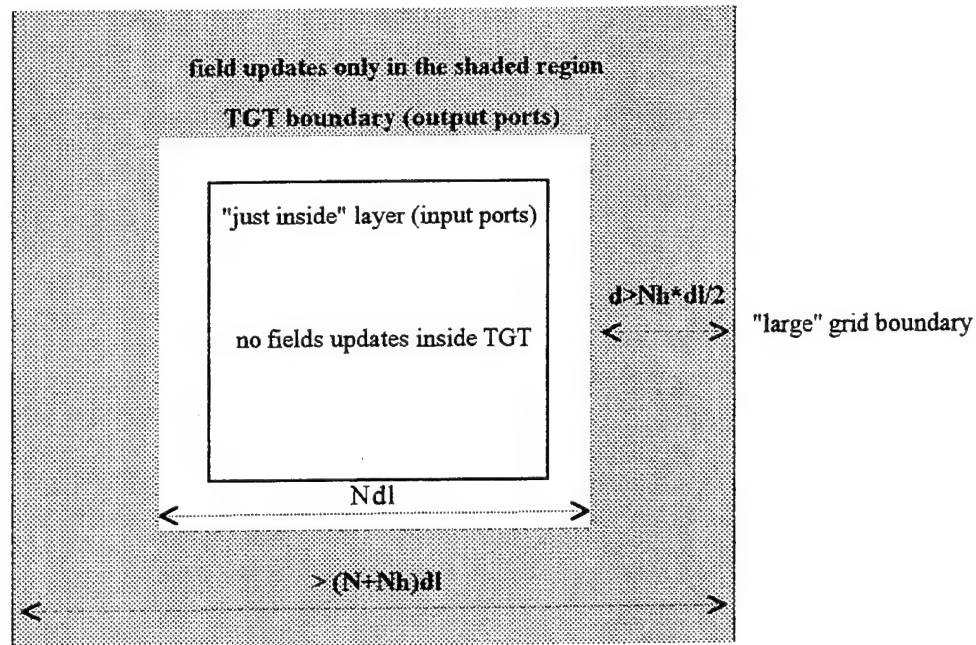 field updates only in the shaded region
TGT boundary (output ports)
"just inside" layer (input ports)
d>Nh*dl/2
"large" grid boundary
no fields updates inside TGT
Ndl
>(N+Nh)dl